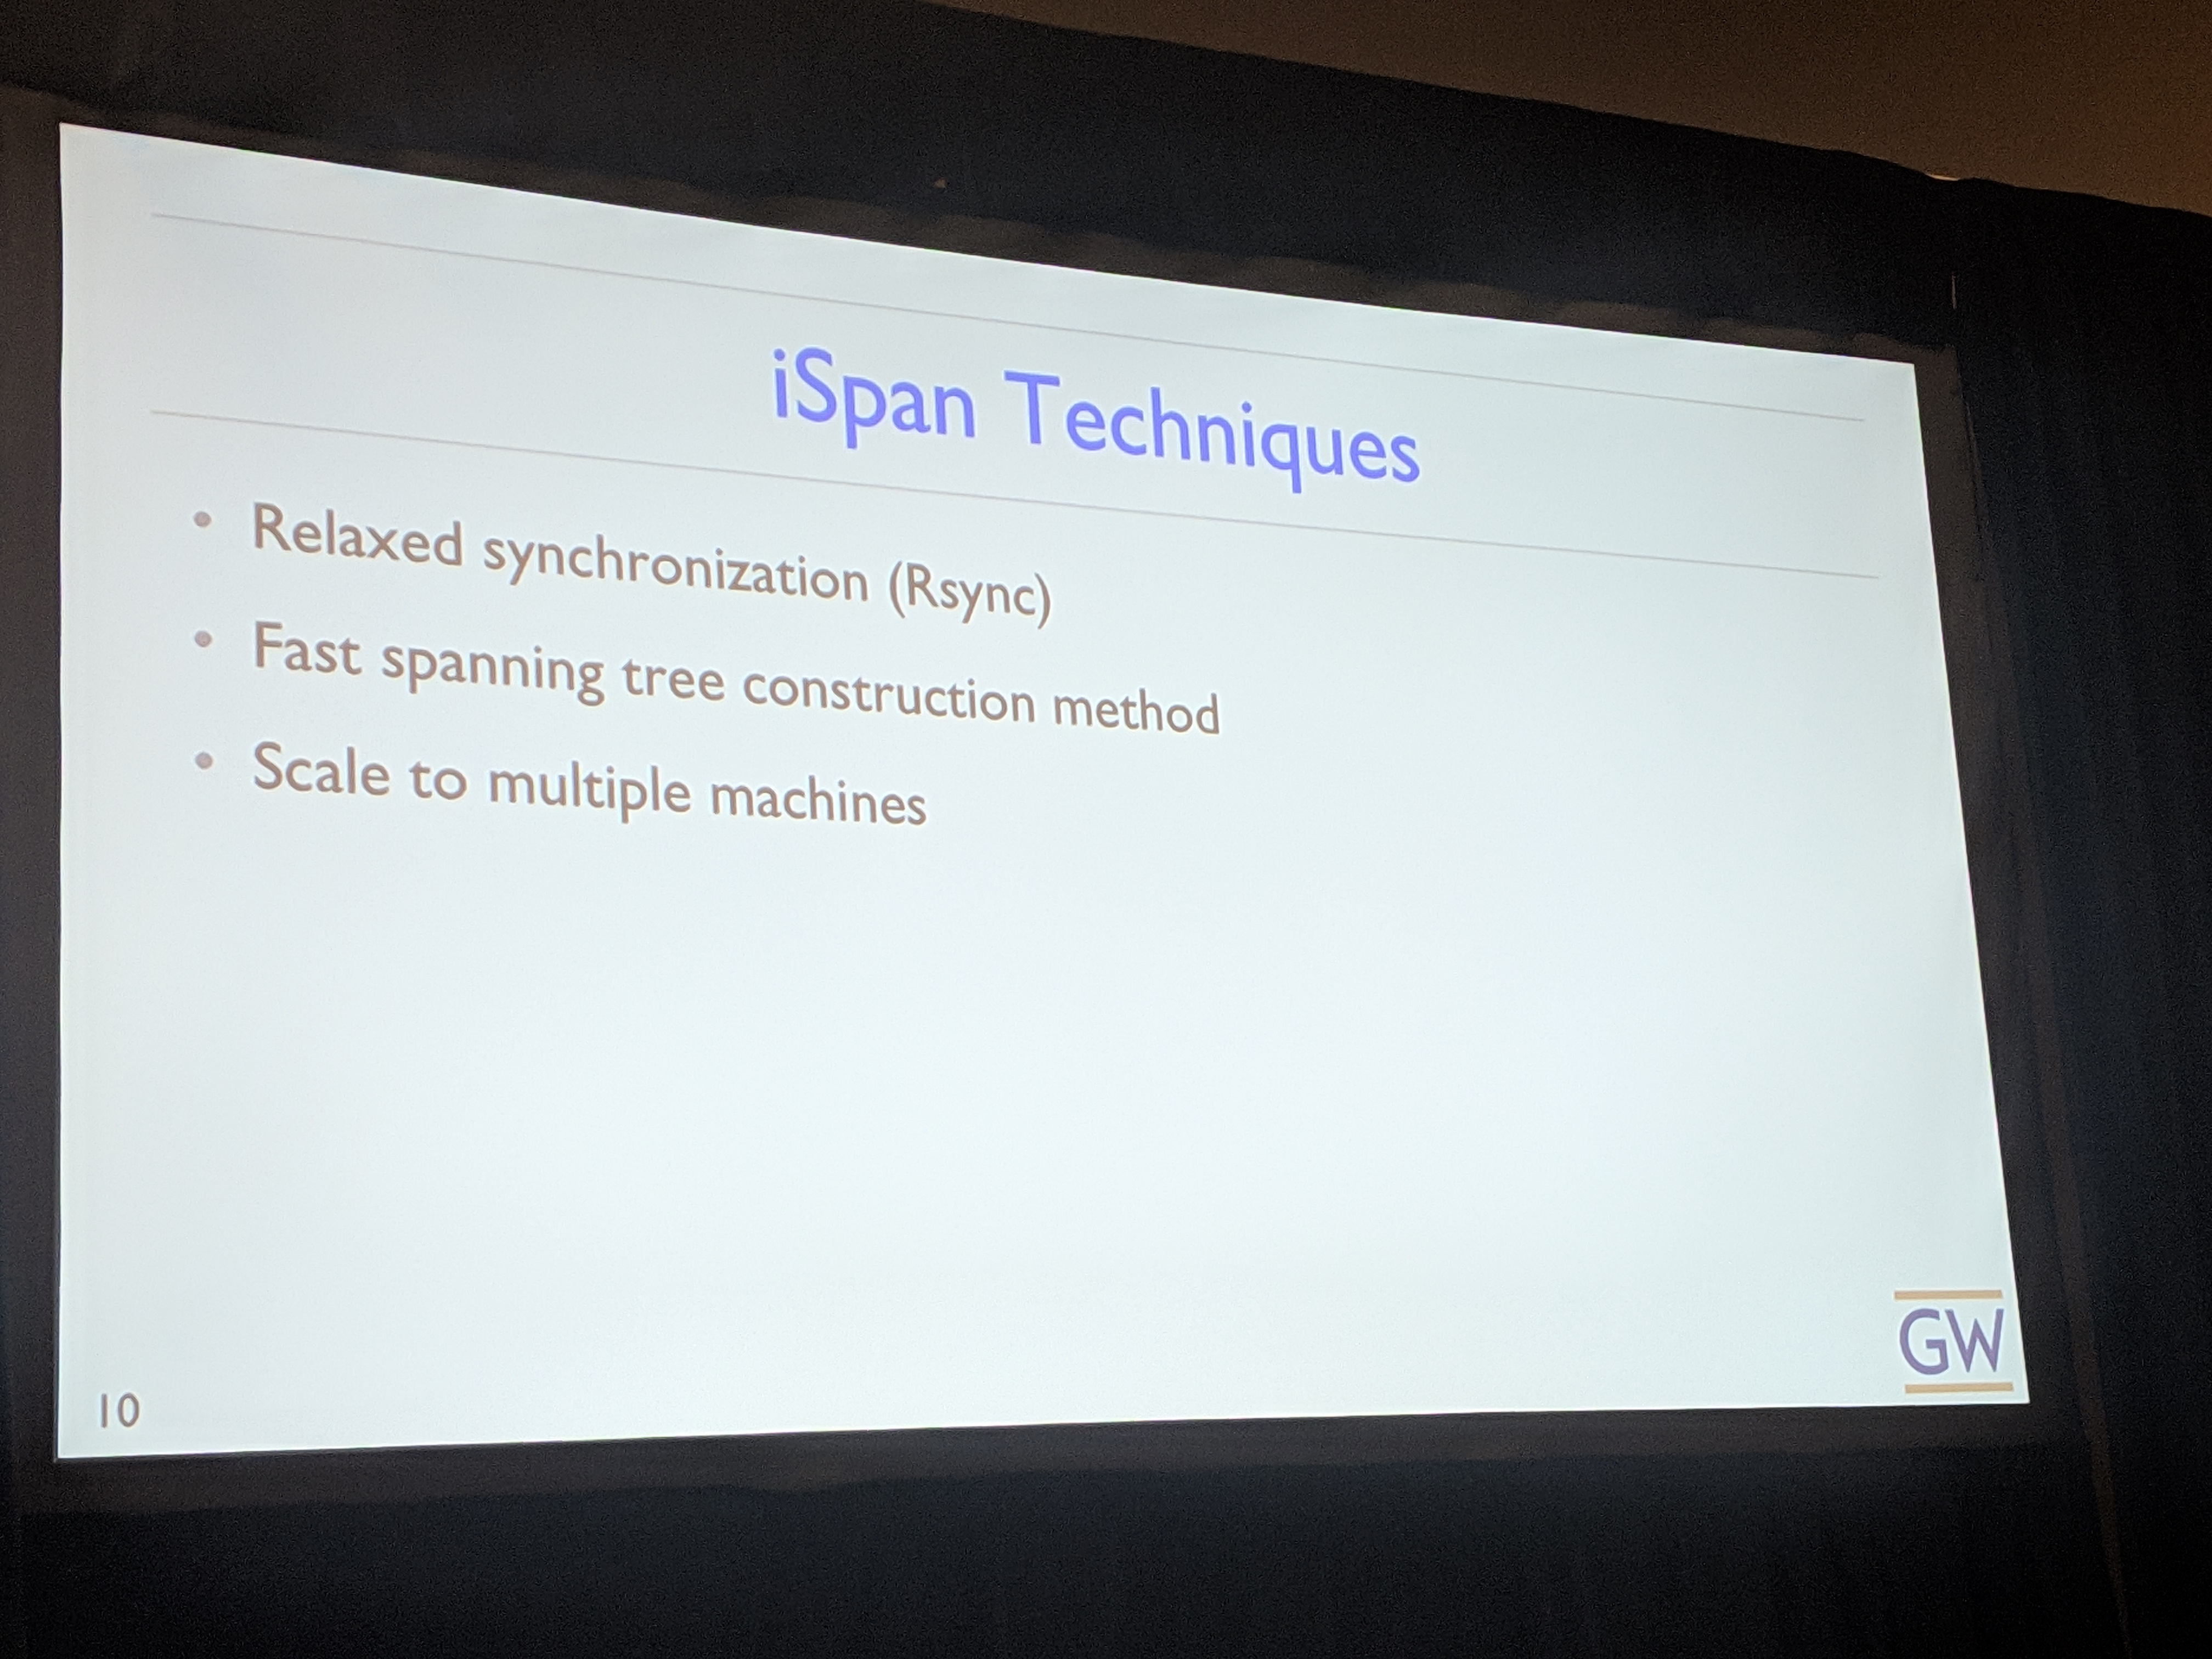 iSpan Techniques
• Relaxed synchronization (Rsync)
• Fast spanning tree construction method
• Scale to multiple machines
10
GW